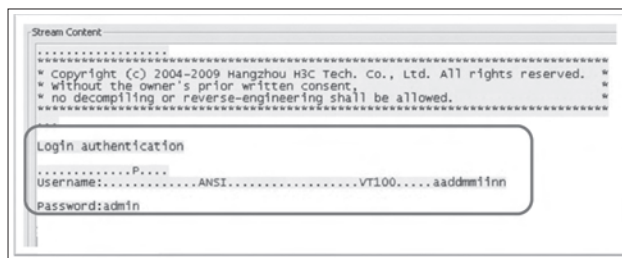 Stream Content
..................
******************************************************************************
* Copyright (c) 2004-2009 Hangzhou H3C Tech. Co., Ltd. All rights reserved.  *
* Without the owner's prior written consent,                                 *
* no decompiling or reverse-engineering shall be allowed.                    *
******************************************************************************
...
Login authentication
.............P....
Username:.............ANSI..................VT100.....aaddmmiinn
Password:admin